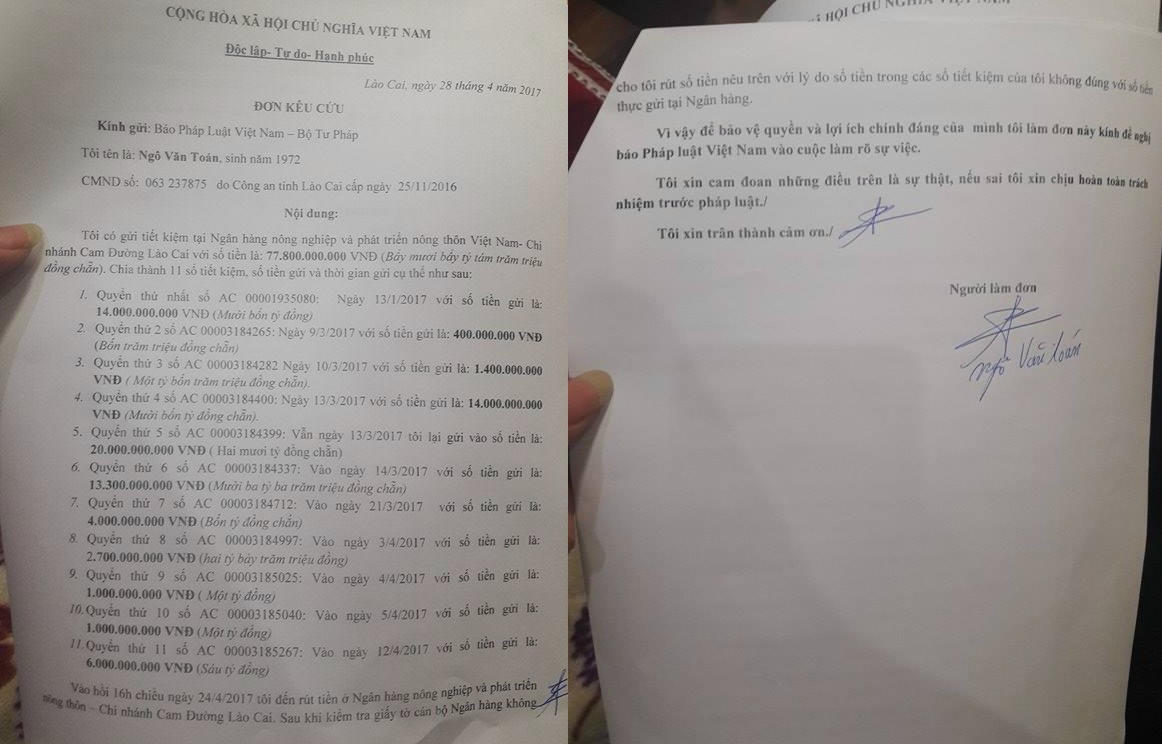 CỘNG HÒA XÃ HỘI CHỦ NGHĨA VIỆT NAM
Độc lập- Tự do- Hạnh phúc
Lào Cai, ngày 28 tháng 4 năm 2017
ĐƠN KÊU CỨU
Kính gửi: Báo Pháp Luật Việt Nam – Bộ Tư Pháp
Tôi tên là: Ngô Văn Toán, sinh năm 1972
CMND số: 063 237875 do Công an tỉnh Lào Cai cấp ngày 25/11/2016
Nội dung:
Tôi có gửi tiết kiệm tại Ngân hàng nông nghiệp và phát triển nông thôn Việt Nam- Chi
nhánh Cam Đường Lào Cai với số tiền là: 77.800.000.000 VNĐ (Bảy mươi bảy tỷ tám trăm triệu
đồng chẵn). Chia thành 11 sổ tiết kiệm, số tiền gửi và thời gian gửi cụ thể như sau:
1. Quyển thứ nhất số AC 00001935080: Ngày 13/1/2017 với số tiền gửi là:
14.000.000.000 VNĐ (Mười bốn tỷ đồng)
2. Quyển thứ 2 số AC 00003184265: Ngày 9/3/2017 với số tiền gửi là: 400.000.000 VNĐ
(Bốn trăm triệu đồng chẵn)
3. Quyển thứ 3 số AC 00003184282 Ngày 10/3/2017 với số tiền gửi là: 1.400.000.000
VNĐ ( Một tỷ bốn trăm triệu đồng chẵn).
4. Quyển thứ 4 số AC 00003184400: Ngày 13/3/2017 với số tiền gửi là: 14.000.000.000
VNĐ (Mười bốn tỷ đồng chẵn).
5. Quyển thứ 5 số AC 00003184399: Vẫn ngày 13/3/2017 tôi lại gửi vào số tiền là:
20.000.000.000 VNĐ ( Hai mươi tỷ đồng chẵn)
6. Quyển thứ 6 số AC 00003184337: Vào ngày 14/3/2017 với số tiền gửi là:
13.300.000.000 VNĐ (Mười ba tỷ ba trăm triệu đồng chẵn)
7. Quyển thứ 7 số AC 00003184712: Vào ngày 21/3/2017 với số tiền gửi là:
4.000.000.000 VNĐ (Bốn tỷ đồng chẵn)
8. Quyển thứ 8 số AC 00003184997: Vào ngày 3/4/2017 với số tiền gửi là:
2.700.000.000 VNĐ (hai tỷ bảy trăm triệu đồng)
9. Quyển thứ 9 số AC 00003185025: Vào ngày 4/4/2017 với số tiền gửi là:
1.000.000.000 VNĐ ( Một tỷ đồng)
10. Quyển thứ 10 số AC 00003185040: Vào ngày 5/4/2017 với số tiền gửi là:
1.000.000.000 VNĐ (Một tỷ đồng)
11. Quyển thứ 11 số AC 00003185267: Vào ngày 12/4/2017 với số tiền gửi là:
6.000.000.000 VNĐ (Sáu tỷ đồng)
Vào hồi 16h chiều ngày 24/4/2017 tôi đến rút tiền ở Ngân hàng nông nghiệp và phát triển
nông thôn – Chi nhánh Cam Đường Lào Cai. Sau khi kiểm tra giấy tờ cán bộ Ngân hàng không
HỘI CHỦ NGHĨA VIỆT NAM
cho tôi rút số tiền nêu trên với lý do số tiền trong các sổ tiết kiệm của tôi không đúng với số tiền
thực gửi tại Ngân hàng.
Vì vậy để bảo vệ quyền và lợi ích chính đáng của mình tôi làm đơn này kính đề nghị
báo Pháp luật Việt Nam vào cuộc làm rõ sự việc.
Tôi xin cam đoan những điều trên là sự thật, nếu sai tôi xin chịu hoàn toàn trách
nhiệm trước pháp luật./
Tôi xin trân thành cảm ơn./
Người làm đơn
Ngô Văn Toán